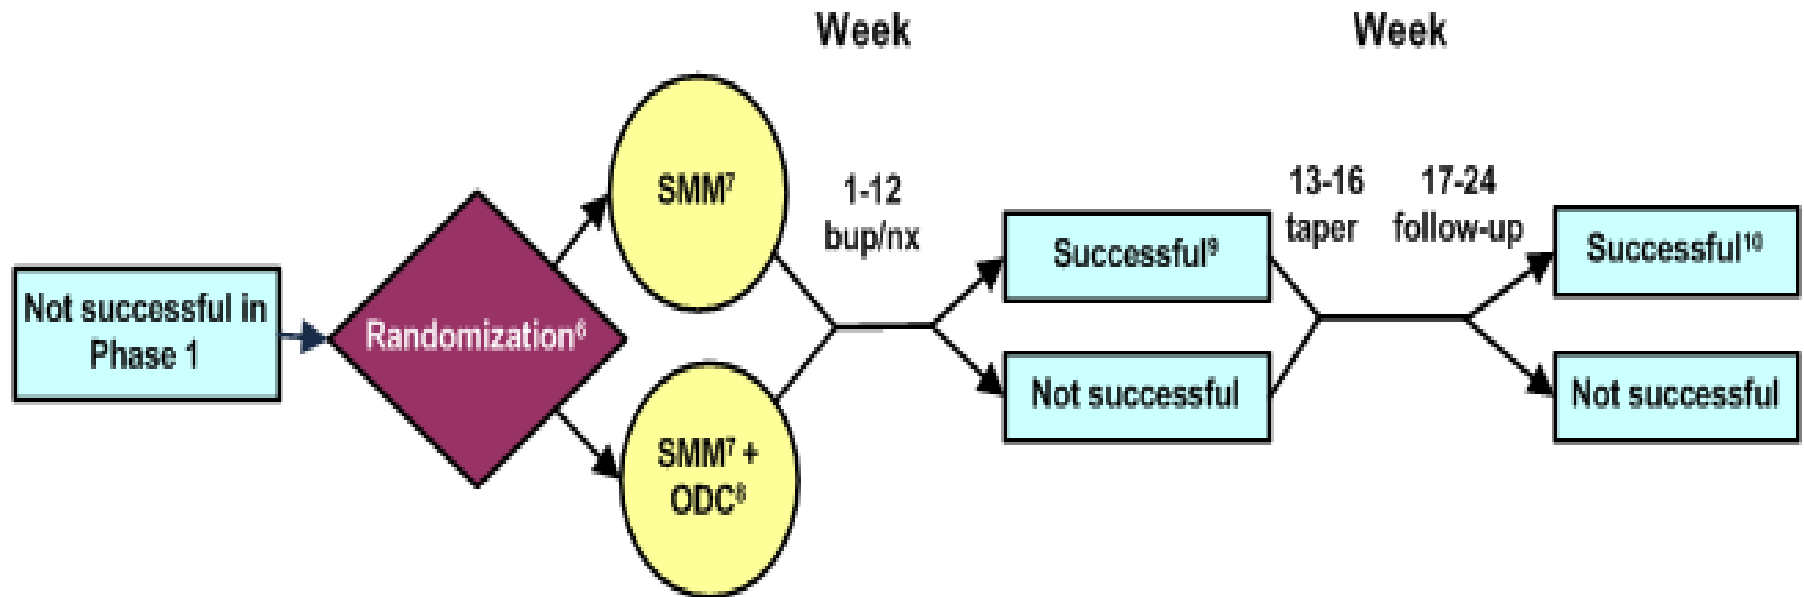 Week
Week
Not successful in
Phase 1
Randomization⁶
SMM⁷
SMM⁷ +
ODC⁸
1-12
bup/nx
Successful⁹
Not successful
13-16
taper
17-24
follow-up
Successful¹⁰
Not successful